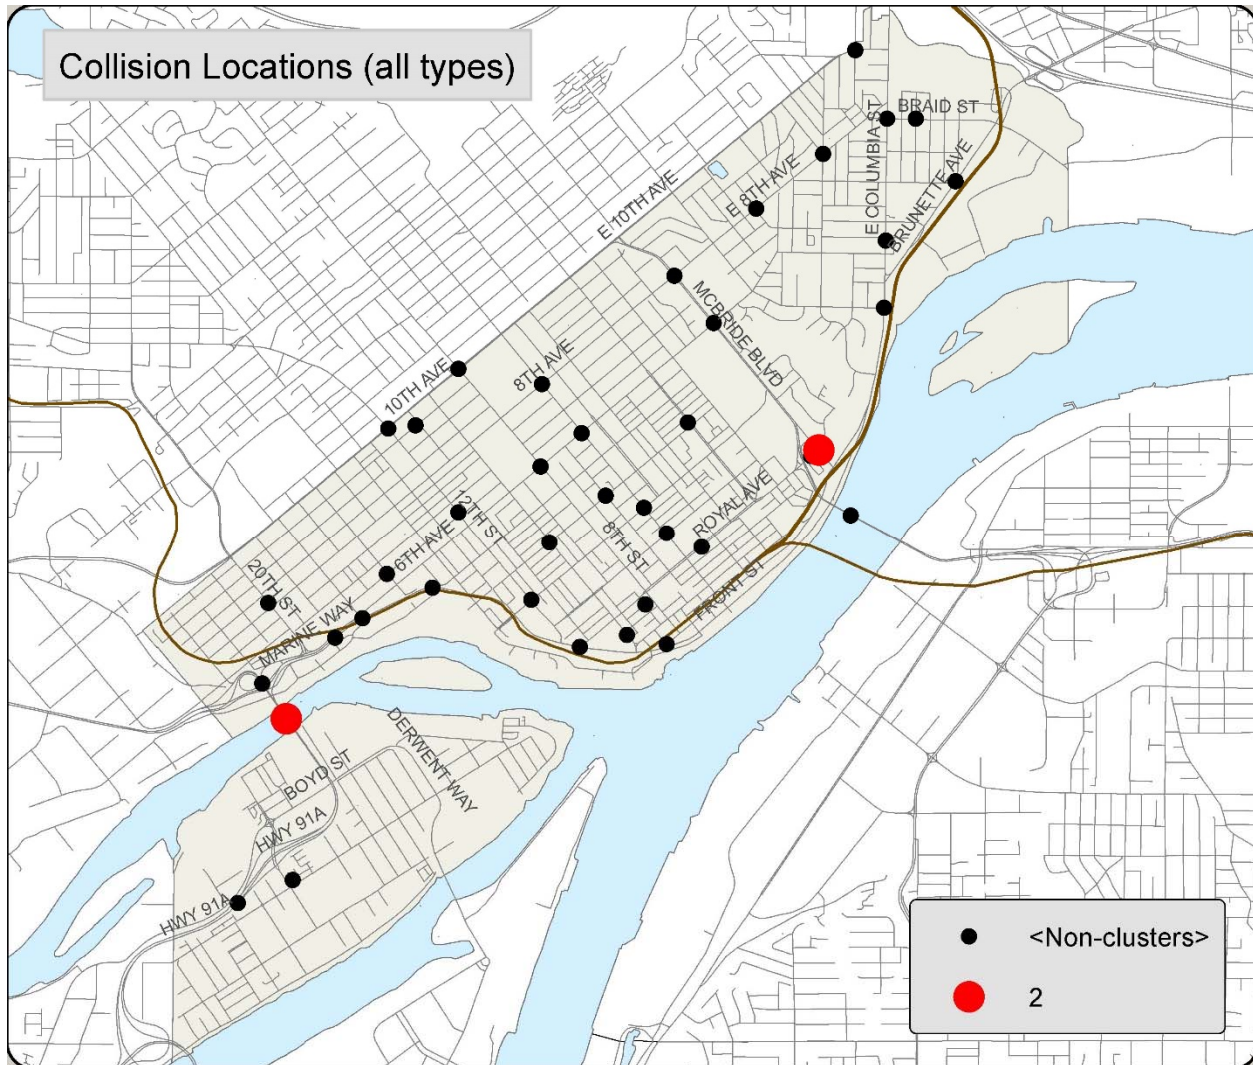 Collision Locations (all types)
BRAID ST
E COLUMBIA ST
E 8TH AVE
BRUNETTE AVE
E 10TH AVE
MCBRIDE BLVD
10TH AVE
8TH AVE
ROYAL AVE
12TH ST
6TH AVE
8TH ST
20TH ST
FRONT ST
MARINE WAY
DERWENT WAY
BOYD ST
HWY 91A
HWY 91A
<Non-clusters>
2